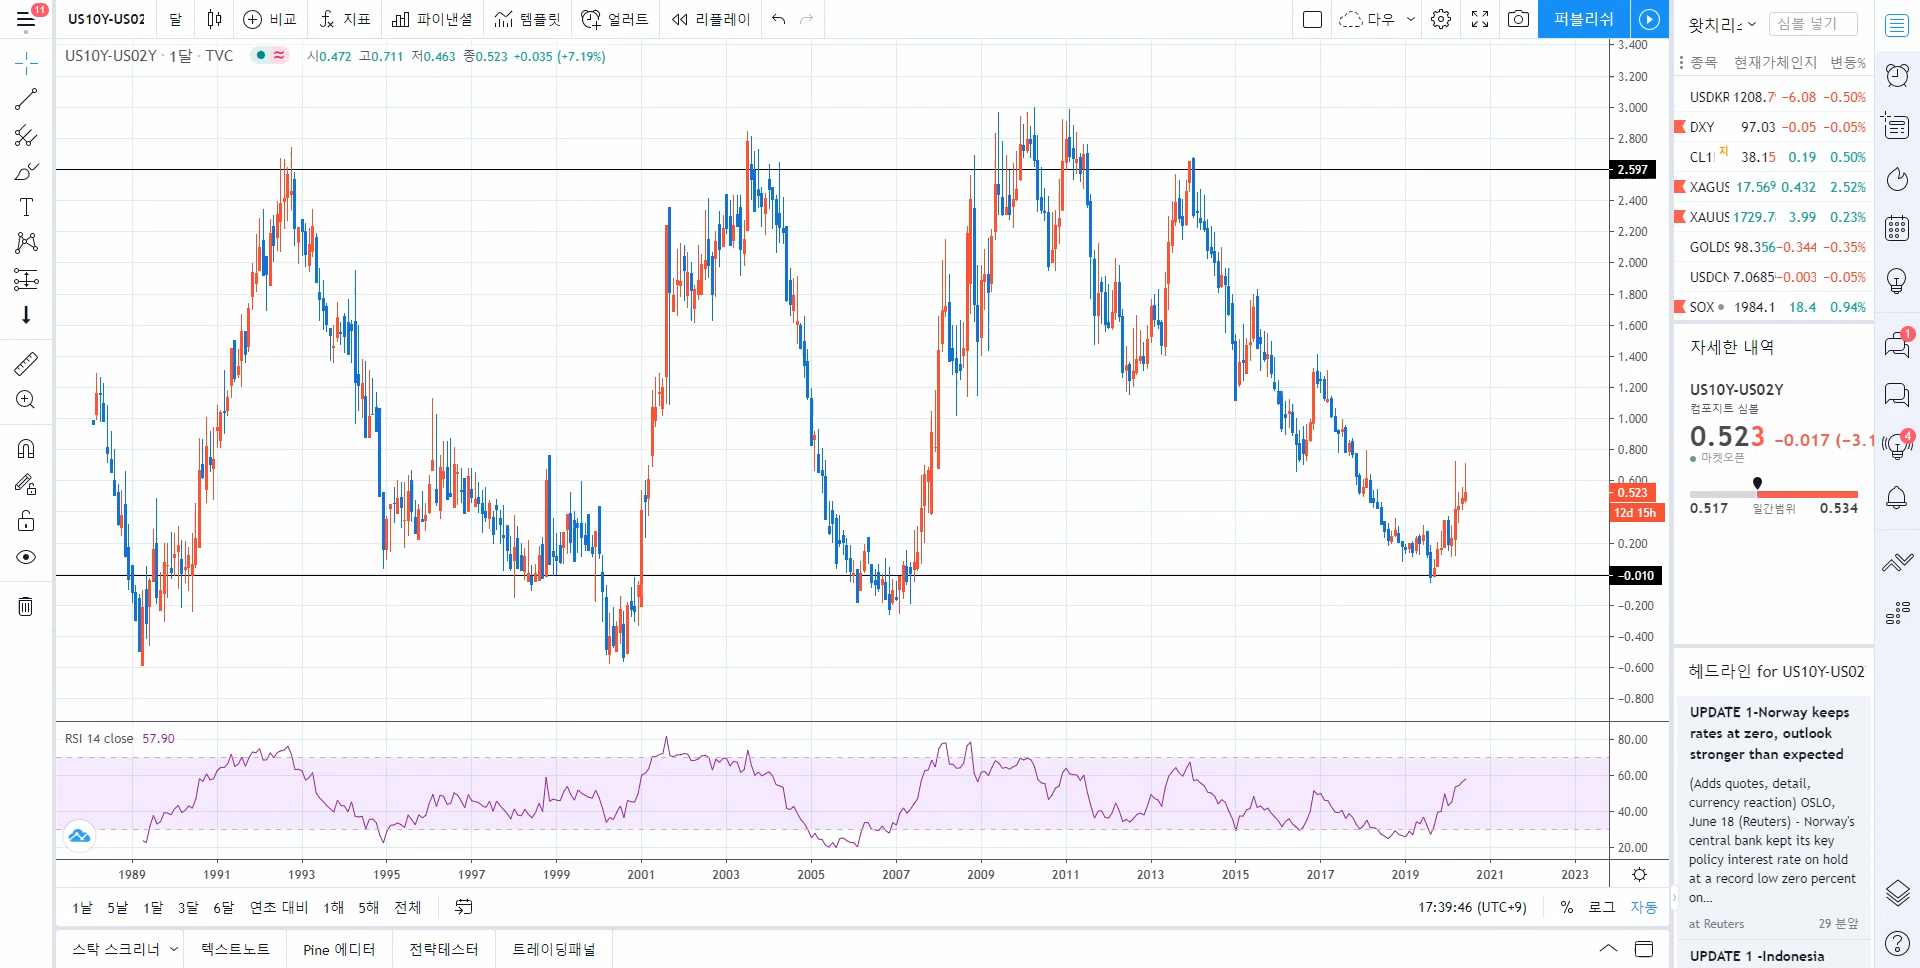 11
US10Y-US02 달 비교 지표 파이낸셜 템플릿 얼러트 리플레이 다우 퍼블리쉬
US10Y-US02Y · 1달 · TVC 시0.472 고0.711 저0.463 종0.523 +0.035 (+7.19%)
3.400
3.200
3.000
2.800
2.597
2.400
2.200
2.000
1.800
1.600
1.400
1.200
1.000
0.800
0.600
0.523
12d 15h
0.200
−0.010
−0.200
−0.400
−0.600
−0.800
RSI 14 close 57.90
80.00
60.00
40.00
20.00
1989 1991 1993 1995 1997 1999 2001 2003 2005 2007 2009 2011 2013 2015 2017 2019 2021 2023
1날 5날 1달 3달 6달 연초 대비 1해 5해 전체
17:39:46 (UTC+9) % 로그 자동
스탁 스크리너 텍스트노트 Pine 에디터 전략테스터 트레이딩패널
왓치리스 심볼 넣기
종목 현재가 체인지 변동%
USDKR 1208.7 −6.08 −0.50%
DXY 97.03 −0.05 −0.05%
CL1 지 38.15 0.19 0.50%
XAGUS 17.569 0.432 2.52%
XAUUS 1729.7 3.99 0.23%
GOLDS 98.356 −0.344 −0.35%
USDCN 7.0685 −0.003 −0.05%
SOX 1984.1 18.4 0.94%
자세한 내역
US10Y-US02Y
컴포지트 심볼
0.523 −0.017 (−3.1
마켓오픈
0.517 일간범위 0.534
헤드라인 for US10Y-US02
UPDATE 1-Norway keeps
rates at zero, outlook
stronger than expected
(Adds quotes, detail,
currency reaction) OSLO,
June 18 (Reuters) - Norway's
central bank kept its key
policy interest rate on hold
at a record low zero percent
on...
at Reuters 29 분앞
UPDATE 1 -Indonesia
1
4